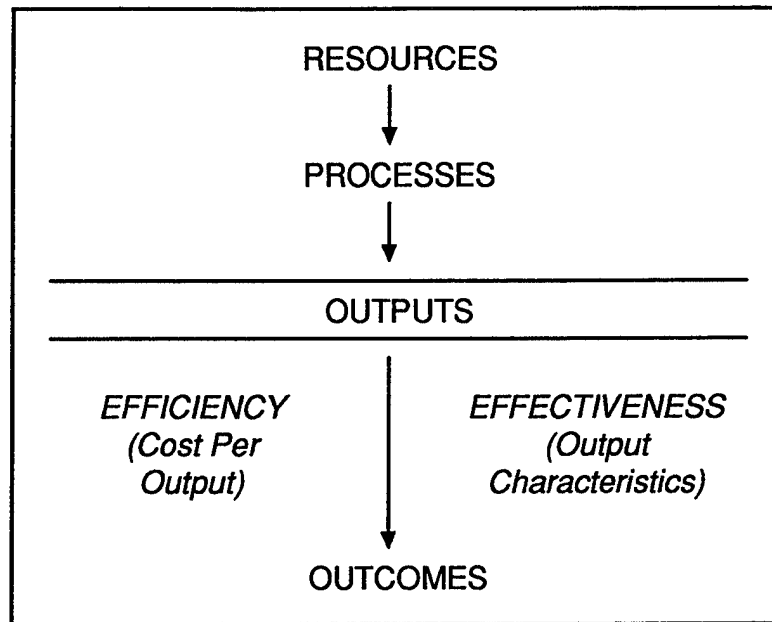 RESOURCES
PROCESSES
OUTPUTS
EFFICIENCY
(Cost Per
Output)
EFFECTIVENESS
(Output
Characteristics)
OUTCOMES